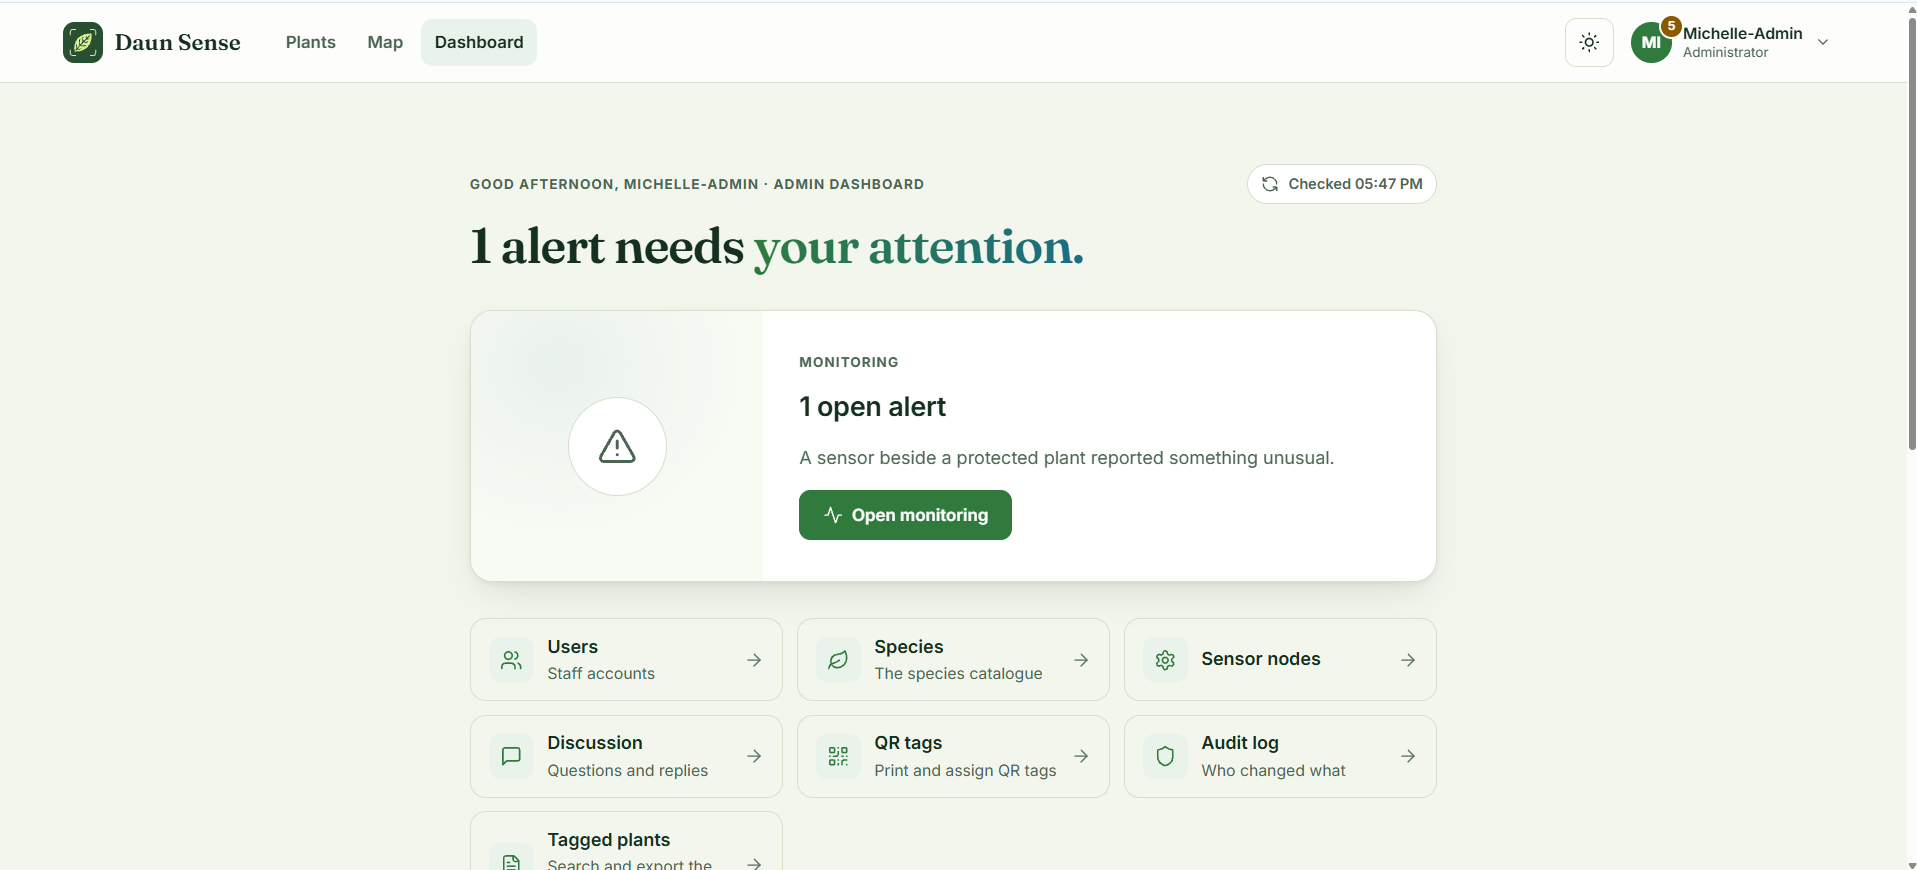 Daun Sense
Plants
Map
Dashboard
MI
5
Michelle-Admin
Administrator
GOOD AFTERNOON, MICHELLE-ADMIN · ADMIN DASHBOARD
Checked 05:47 PM
1 alert needs your attention.
MONITORING
1 open alert
A sensor beside a protected plant reported something unusual.
Open monitoring
Users
Staff accounts
Species
The species catalogue
Sensor nodes
Discussion
Questions and replies
QR tags
Print and assign QR tags
Audit log
Who changed what
Tagged plants
Search and export the